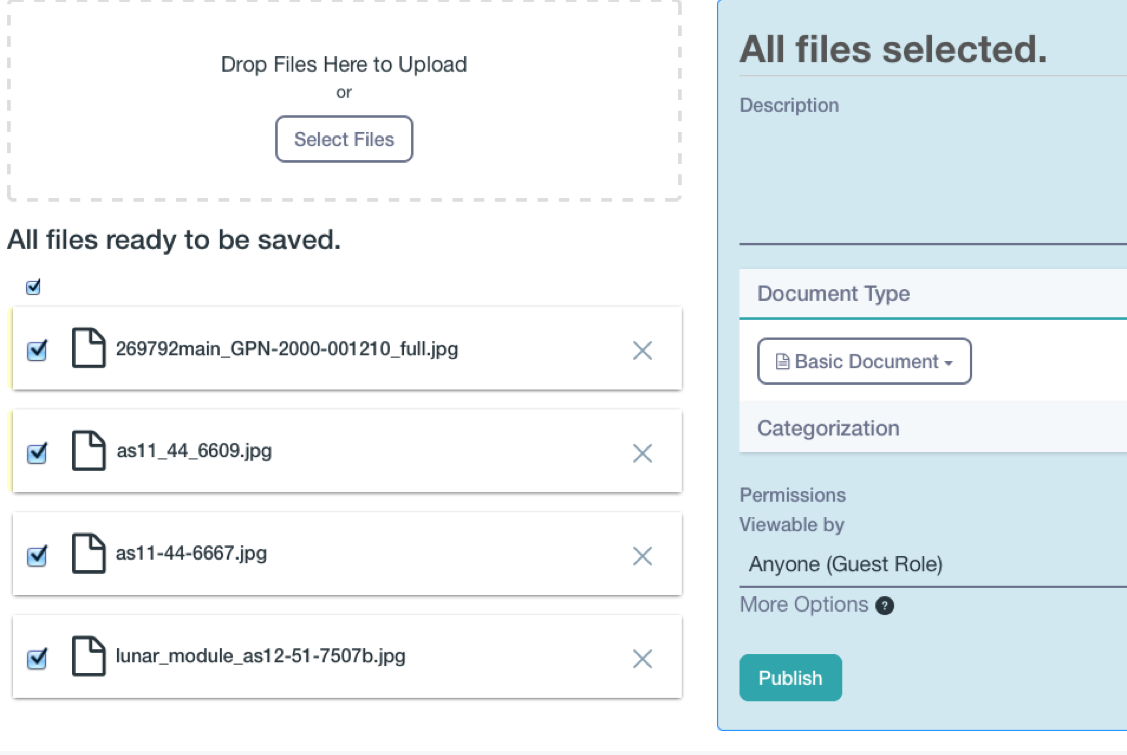 Drop Files Here to Upload
or
Select Files
All files ready to be saved.
269792main_GPN-2000-001210_full.jpg
as11_44_6609.jpg
as11-44-6667.jpg
lunar_module_as12-51-7507b.jpg
All files selected.
Description
Document Type
Basic Document
Categorization
Permissions
Viewable by
Anyone (Guest Role)
More Options ?
Publish